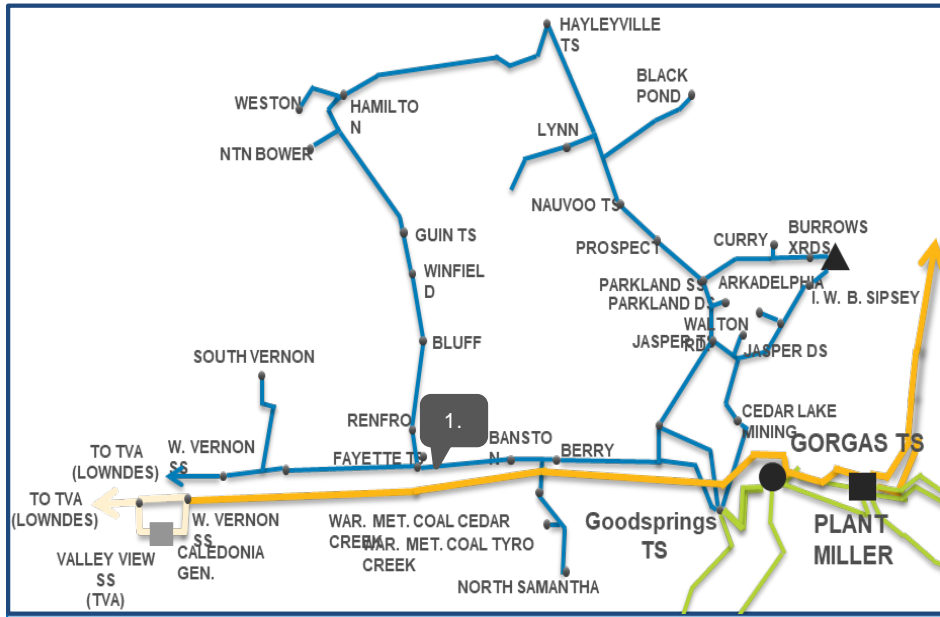 HAYLEYVILLE
TS
BLACK
POND
WESTON
HAMILTO
N
LYNN
NTN BOWER
NAUVOO TS
GUIN TS
PROSPECT
CURRY
BURROWS
XRDS
WINFIEL
D
PARKLAND SS
ARKADELPHIA
I. W. B. SIPSEY
PARKLAND DS
WALTON
RD
JASPER TS
JASPER DS
BLUFF
SOUTH VERNON
RENFRO
1.
CEDAR LAKE
MINING
TO TVA
(LOWNDES)
W. VERNON
SS
FAYETTE TS
BANSTO
N
BERRY
GORGAS TS
TO TVA
(LOWNDES)
W. VERNON
SS
WAR. MET. COAL CEDAR
CREEK
WAR. MET. COAL TYRO
CREEK
Goodsprings
TS
PLANT
MILLER
VALLEY VIEW
SS
(TVA)
CALEDONIA
GEN.
NORTH SAMANTHA